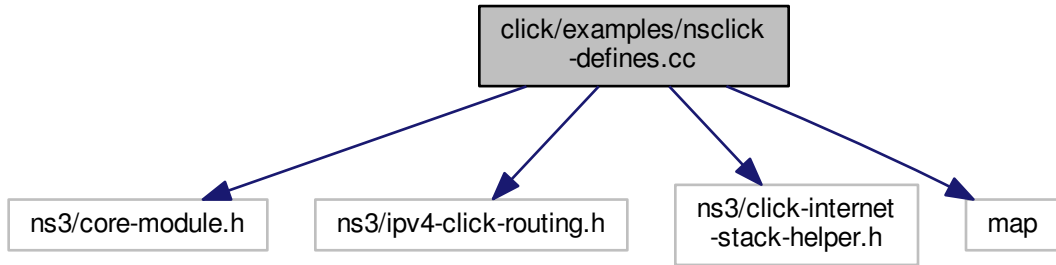 click/examples/nsclick
-defines.cc
ns3/core-module.h
ns3/ipv4-click-routing.h
ns3/click-internet
-stack-helper.h
map